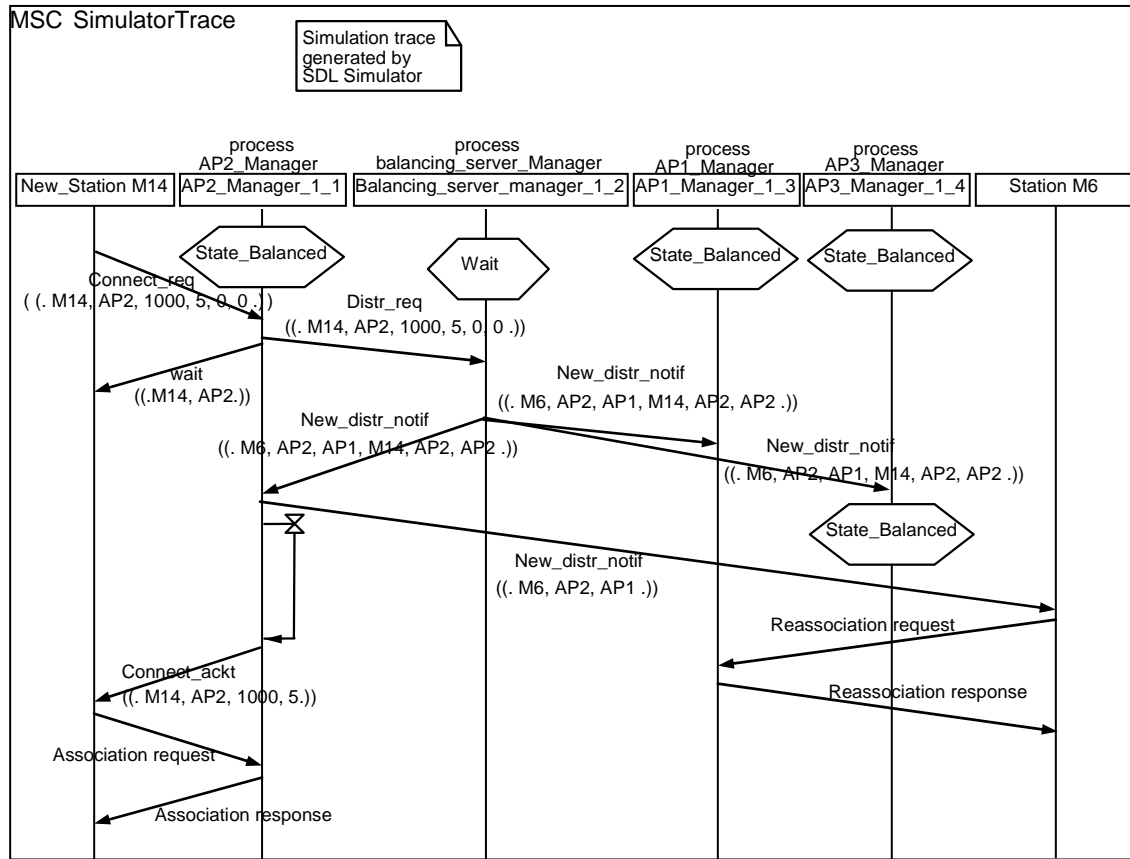 MSC SimulatorTrace
Simulation trace
generated by
SDL Simulator
process
AP2_Manager
process
balancing_server_Manager
process
AP1_Manager
process
AP3_Manager
New_Station M14
AP2_Manager_1_1
Balancing_server_manager_1_2
AP1_Manager_1_3
AP3_Manager_1_4
Station M6
State_Balanced
Wait
State_Balanced
State_Balanced
Connect_req
( (. M14, AP2, 1000, 5, 0, 0 .) )
Distr_req
((. M14, AP2, 1000, 5, 0, 0 .))
wait
((.M14, AP2.))
New_distr_notif
((. M6, AP2, AP1, M14, AP2, AP2 .))
New_distr_notif
((. M6, AP2, AP1, M14, AP2, AP2 .))
New_distr_notif
((. M6, AP2, AP1, M14, AP2, AP2 .))
State_Balanced
New_distr_notif
((. M6, AP2, AP1 .))
Reassociation request
Connect_ackt
((. M14, AP2, 1000, 5.))
Reassociation response
Association request
Association response